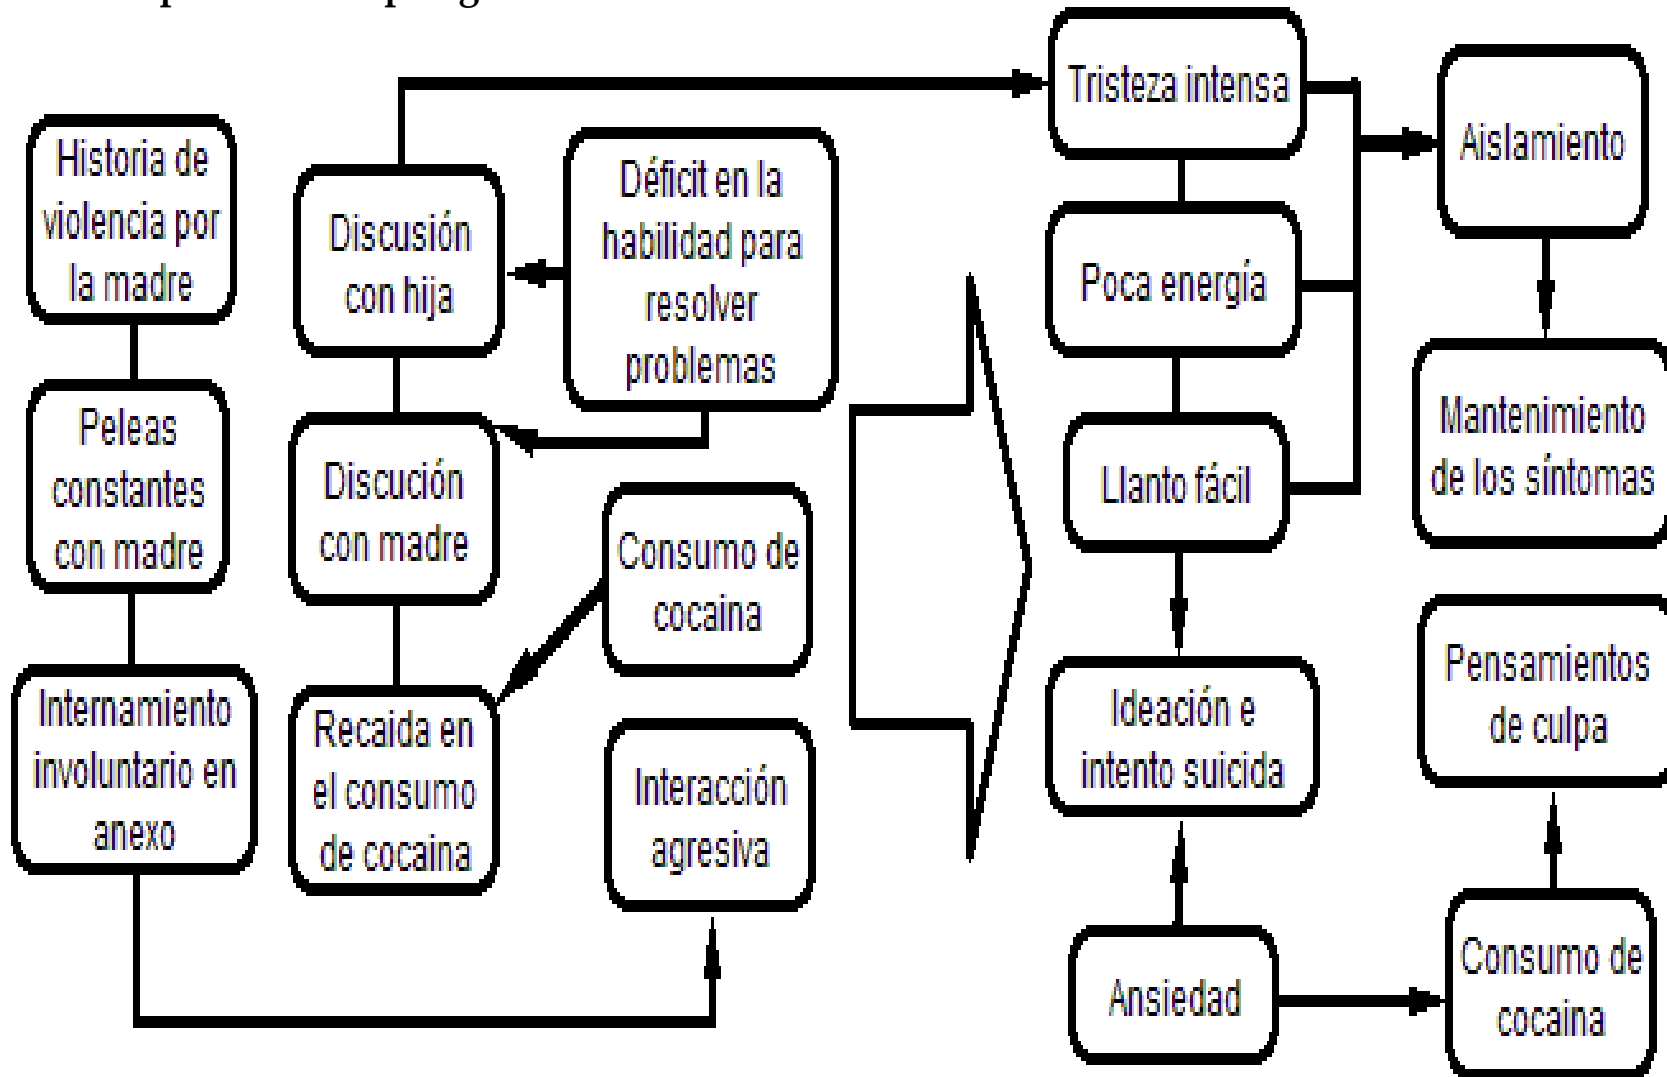 Historia de
violencia por
la madre
Peleas
constantes
con madre
Internamiento
involuntario en
anexo
Discusión
con hija
Discución
con madre
Recaida en
el consumo
de cocaina
Déficit en la
habilidad para
resolver
problemas
Consumo de
cocaina
Interacción
agresiva
Tristeza intensa
Poca energía
Llanto fácil
Ideación e
intento suicida
Ansiedad
Aislamiento
Mantenimiento
de los síntomas
Pensamientos
de culpa
Consumo de
cocaina